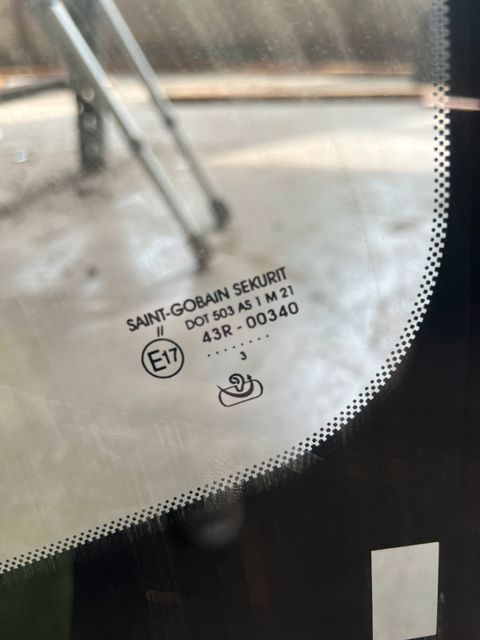 SAINT-GOBAIN SEKURIT
II DOT 503 AS 1 M 21
E17 43R - 00340
. . . . . . . .
3